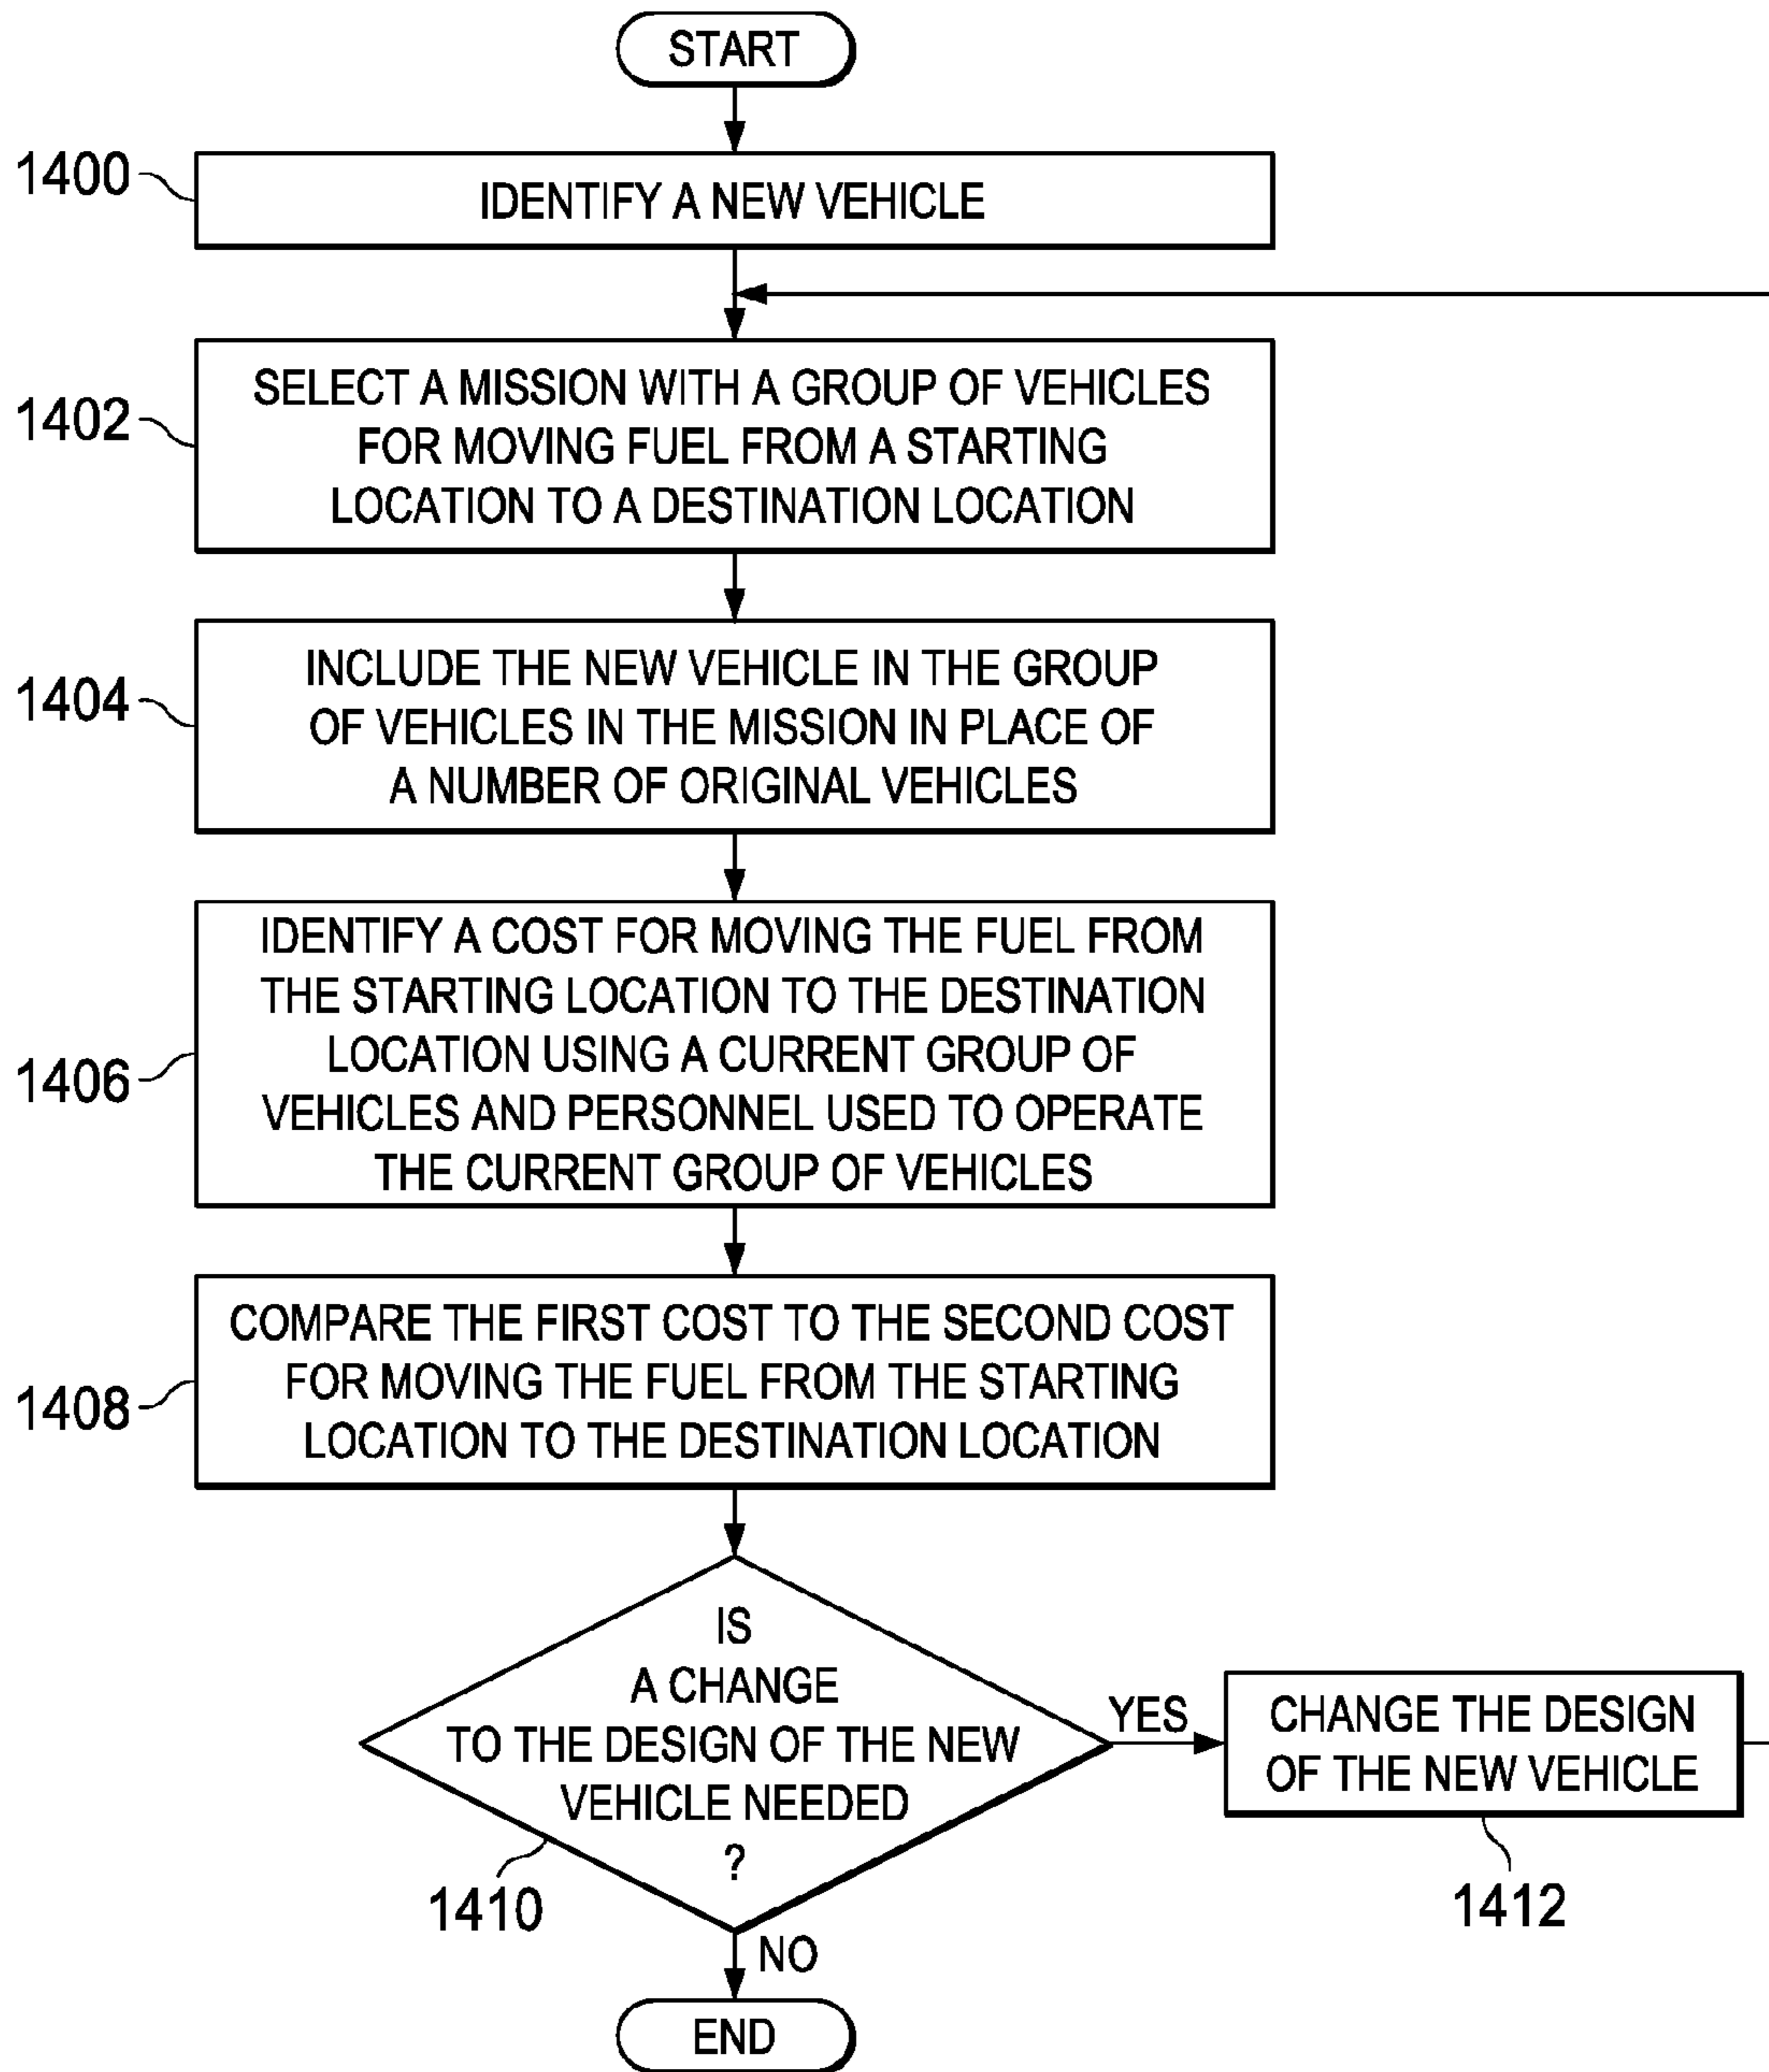 START
1400
IDENTIFY A NEW VEHICLE
1402
SELECT A MISSION WITH A GROUP OF VEHICLES
FOR MOVING FUEL FROM A STARTING
LOCATION TO A DESTINATION LOCATION
1404
INCLUDE THE NEW VEHICLE IN THE GROUP
OF VEHICLES IN THE MISSION IN PLACE OF
A NUMBER OF ORIGINAL VEHICLES
1406
IDENTIFY A COST FOR MOVING THE FUEL FROM
THE STARTING LOCATION TO THE DESTINATION
LOCATION USING A CURRENT GROUP OF
VEHICLES AND PERSONNEL USED TO OPERATE
THE CURRENT GROUP OF VEHICLES
1408
COMPARE THE FIRST COST TO THE SECOND COST
FOR MOVING THE FUEL FROM THE STARTING
LOCATION TO THE DESTINATION LOCATION
IS
A CHANGE
TO THE DESIGN OF THE NEW
VEHICLE NEEDED
?
1410
YES
CHANGE THE DESIGN
OF THE NEW VEHICLE
1412
NO
END